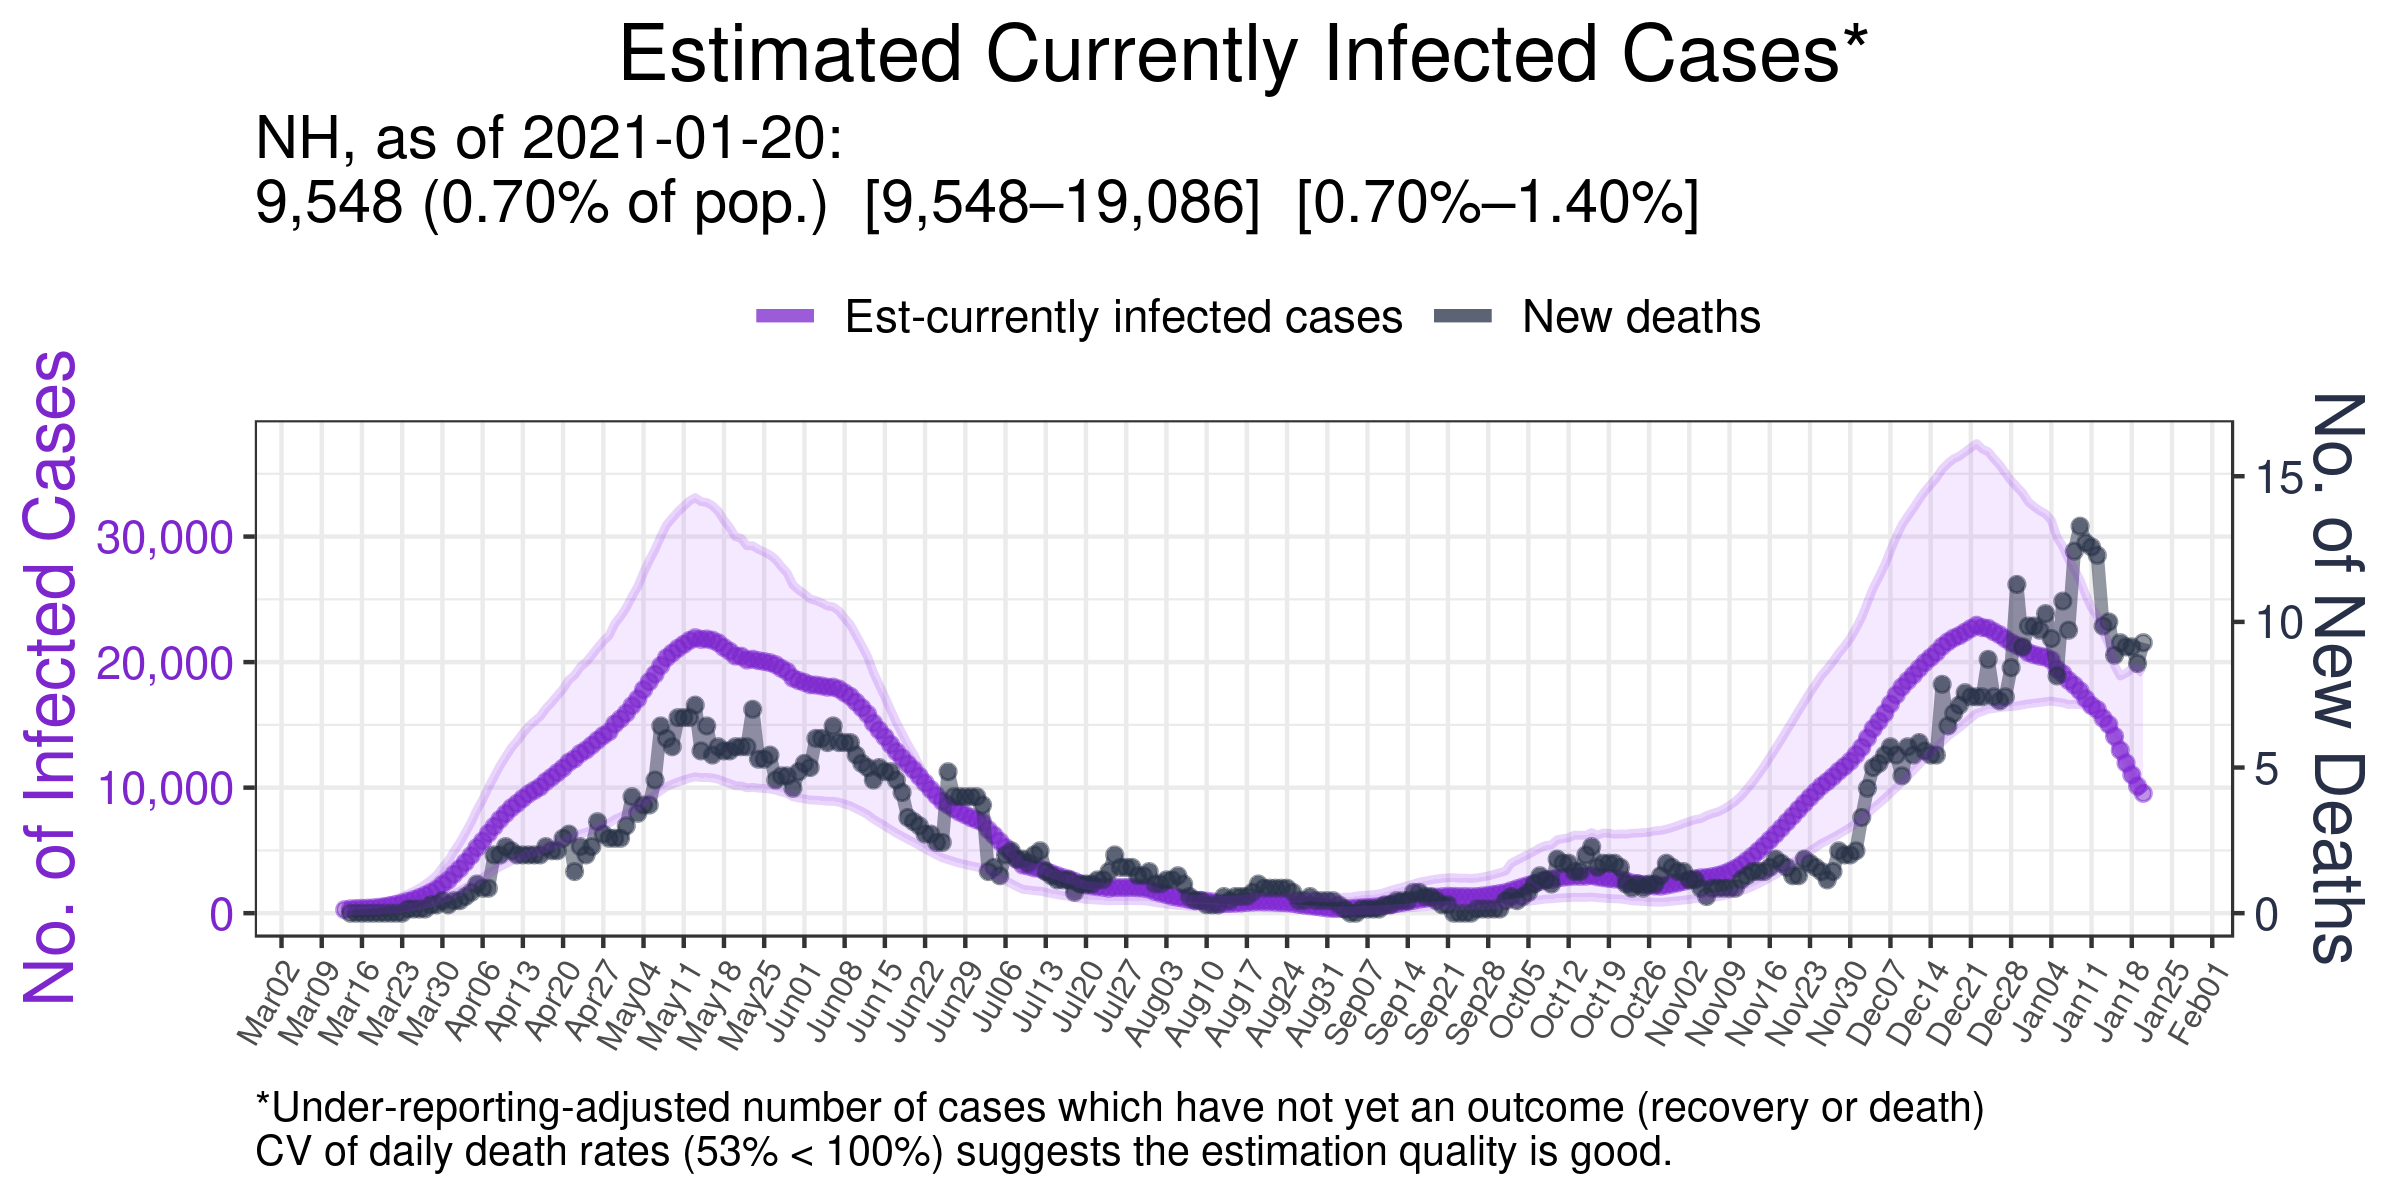 Estimated Currently Infected Cases*
NH, as of 2021-01-20:
9,548 (0.70% of pop.)  [9,548–19,086]  [0.70%–1.40%]
Est-currently infected cases
New deaths
No. of Infected Cases
30,000
20,000
10,000
0
15
10
5
0
No. of New Deaths
Mar02
Mar09
Mar16
Mar23
Mar30
Apr06
Apr13
Apr20
Apr27
May04
May11
May18
May25
Jun01
Jun08
Jun15
Jun22
Jun29
Jul06
Jul13
Jul20
Jul27
Aug03
Aug10
Aug17
Aug24
Aug31
Sep07
Sep14
Sep21
Sep28
Oct05
Oct12
Oct19
Oct26
Nov02
Nov09
Nov16
Nov23
Nov30
Dec07
Dec14
Dec21
Dec28
Jan04
Jan11
Jan18
Jan25
Feb01
*Under-reporting-adjusted number of cases which have not yet an outcome (recovery or death)
CV of daily death rates (53% < 100%) suggests the estimation quality is good.